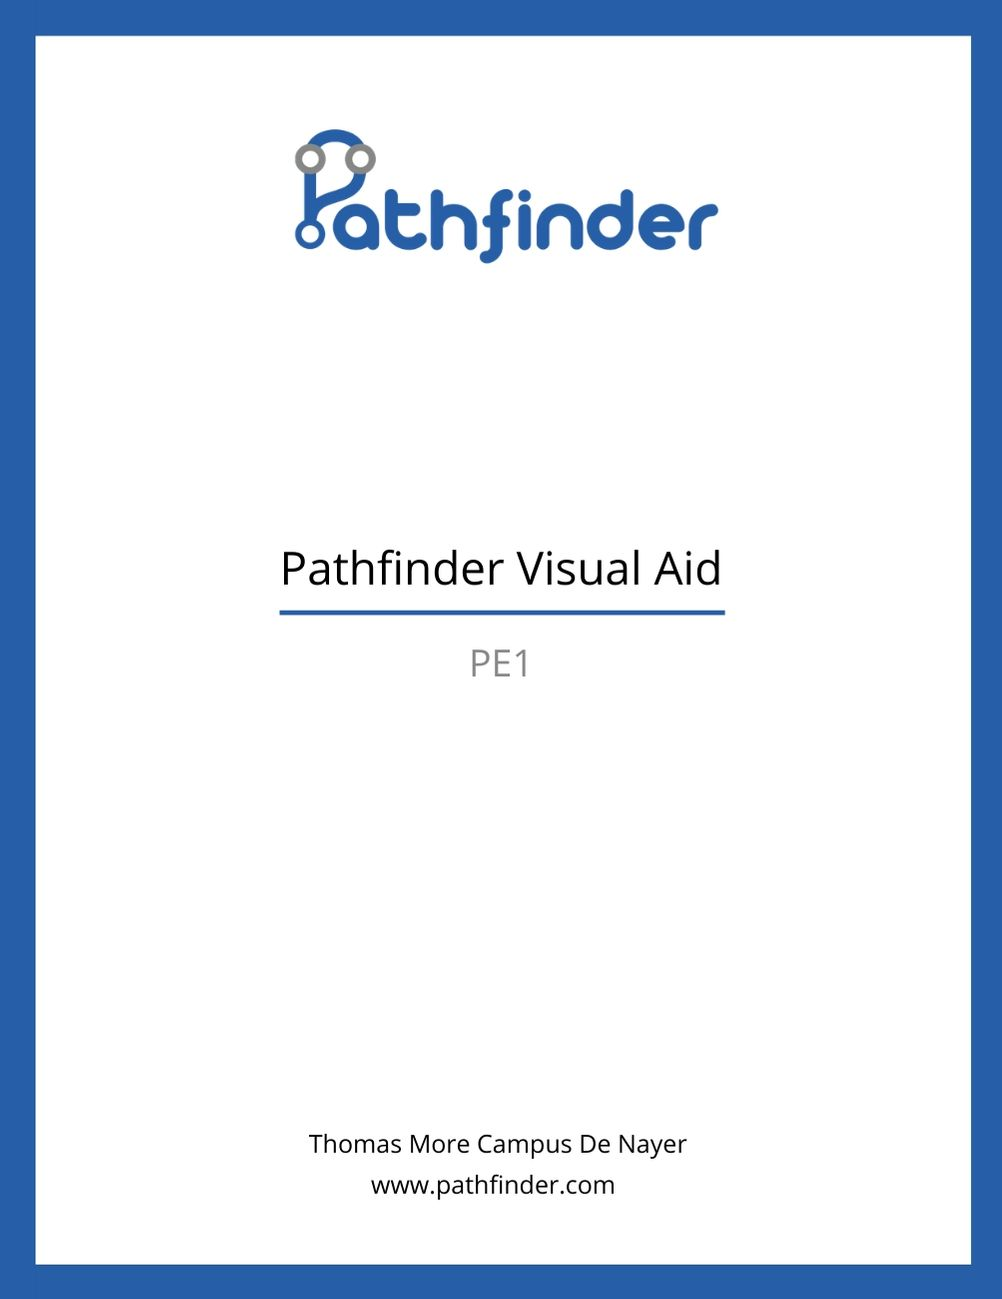 Pathfinder
Pathfinder Visual Aid
PE1
Thomas More Campus De Nayer
www.pathfinder.com